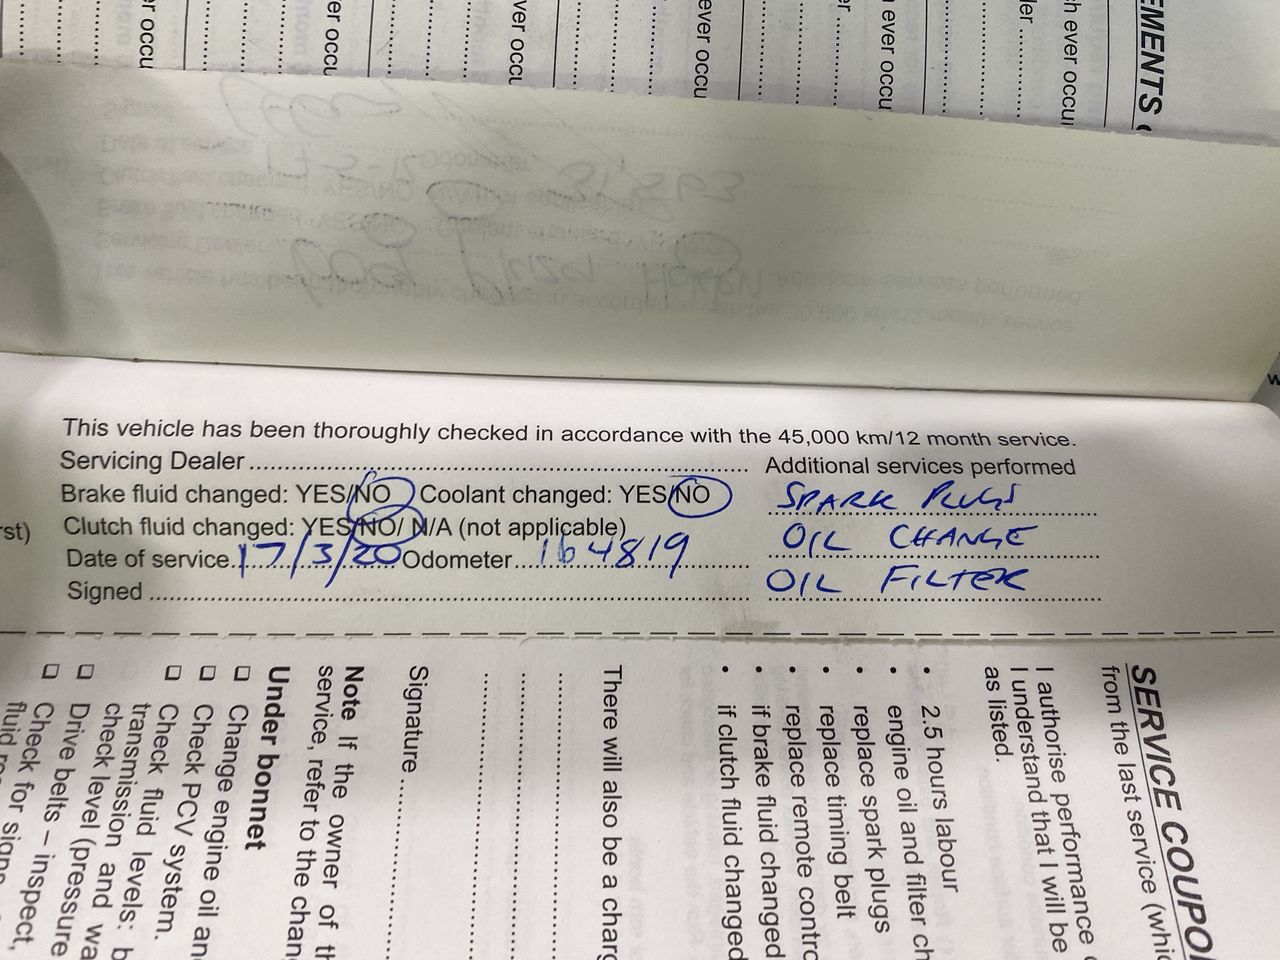 EMENTS
h ever occur
ever occu
ever occu
ver occu
er occu
er occu
This vehicle has been thoroughly checked in accordance with the 45,000 km/12 month service.
Servicing Dealer ........ Additional services performed
Brake fluid changed: YES/NO Coolant changed: YES/NO SPARK PLUGS
Clutch fluid changed: YES/NO/ N/A (not applicable) OIL CHANGE
Date of service 17/3/20 Odometer 164819 OIL FILTER
Signed ........
rst)
SERVICE COUPO
from the last service (whic
I authorise performance
I understand that I will be
as listed.
• 2.5 hours labour
• engine oil and filter ch
• replace spark plugs
• replace timing belt
• replace remote contro
• if brake fluid changed
• if clutch fluid changed
There will also be a charg
Signature ........
Note. If the owner of th
service, refer to the chan
Under bonnet
□ Change engine oil an
□ Check PCV system.
□ Check fluid levels: b
transmission and wa
check level (pressure
□ Drive belts – inspect,
□ Check for signs